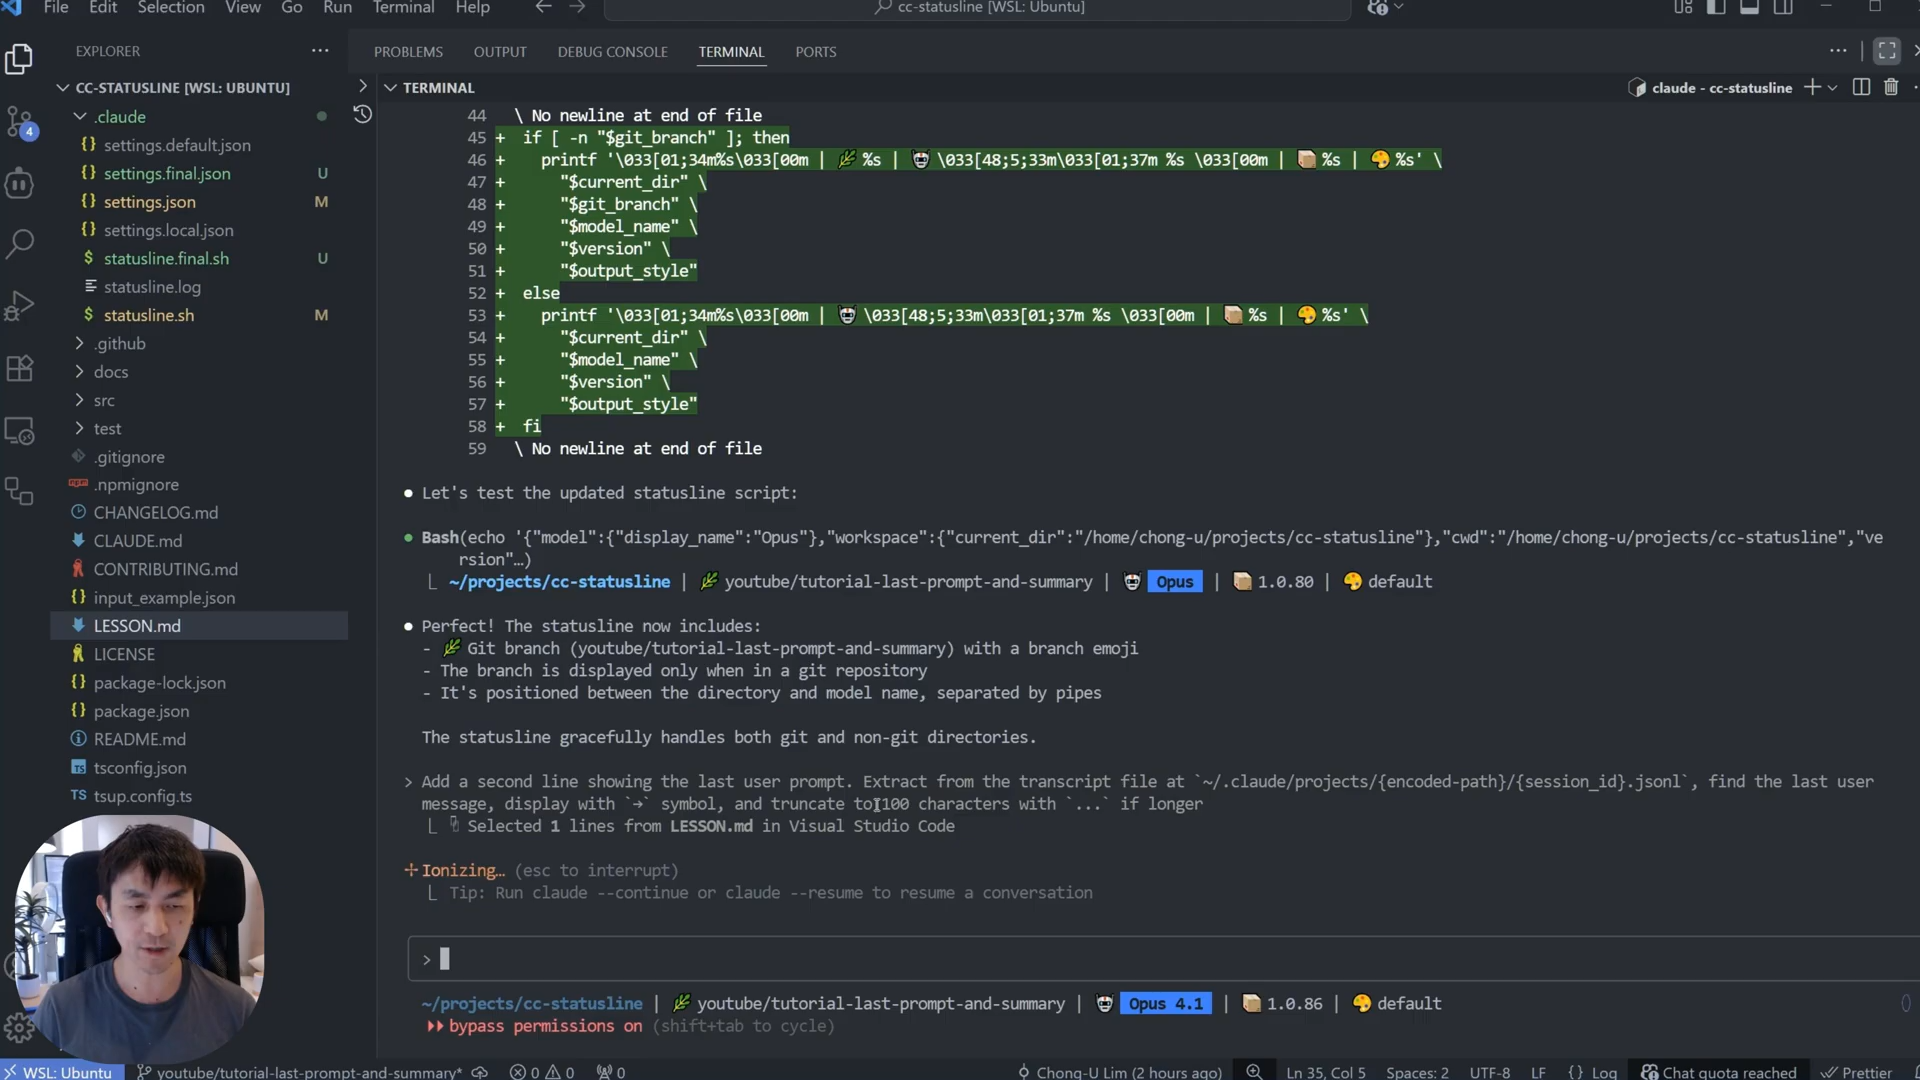 File Edit Selection View Go Run Terminal Help
cc-statusline [WSL: Ubuntu]
EXPLORER
PROBLEMS OUTPUT DEBUG CONSOLE TERMINAL PORTS
CC-STATUSLINE [WSL: UBUNTU]
.claude
settings.default.json
settings.final.json U
settings.json M
settings.local.json
statusline.final.sh U
statusline.log
statusline.sh M
.github
docs
src
test
.gitignore
.npmignore
CHANGELOG.md
CLAUDE.md
CONTRIBUTING.md
input_example.json
LESSON.md
LICENSE
package-lock.json
package.json
README.md
tsconfig.json
tsup.config.ts
4
TERMINAL
claude - cc-statusline
44 \ No newline at end of file
45 + if [ -n "$git_branch" ]; then
46 + printf '\033[01;34m%s\033[00m | 🌿 %s | 🤖 \033[48;5;33m\033[01;37m %s \033[00m | 📦 %s | 🎨 %s' \
47 + "$current_dir" \
48 + "$git_branch" \
49 + "$model_name" \
50 + "$version" \
51 + "$output_style"
52 + else
53 + printf '\033[01;34m%s\033[00m | 🤖 \033[48;5;33m\033[01;37m %s \033[00m | 📦 %s | 🎨 %s' \
54 + "$current_dir" \
55 + "$model_name" \
56 + "$version" \
57 + "$output_style"
58 + fi
59 \ No newline at end of file
● Let's test the updated statusline script:
● Bash(echo '{"model":{"display_name":"Opus"},"workspace":{"current_dir":"/home/chong-u/projects/cc-statusline"},"cwd":"/home/chong-u/projects/cc-statusline","ve
rsion"…)
~/projects/cc-statusline | 🌿 youtube/tutorial-last-prompt-and-summary | 🤖 Opus | 📦 1.0.80 | 🎨 default
● Perfect! The statusline now includes:
- 🌿 Git branch (youtube/tutorial-last-prompt-and-summary) with a branch emoji
- The branch is displayed only when in a git repository
- It's positioned between the directory and model name, separated by pipes
The statusline gracefully handles both git and non-git directories.
> Add a second line showing the last user prompt. Extract from the transcript file at `~/.claude/projects/{encoded-path}/{session_id}.jsonl`, find the last user
message, display with `→` symbol, and truncate to 100 characters with `...` if longer
Selected 1 lines from LESSON.md in Visual Studio Code
Ionizing… (esc to interrupt)
Tip: Run claude --continue or claude --resume to resume a conversation
>
~/projects/cc-statusline | 🌿 youtube/tutorial-last-prompt-and-summary | 🤖 Opus 4.1 | 📦 1.0.86 | 🎨 default
bypass permissions on (shift+tab to cycle)
WSL: Ubuntu youtube/tutorial-last-prompt-and-summary* 0 0 0 Chong-U Lim (2 hours ago) Ln 35, Col 5 Spaces: 2 UTF-8 LF {} Log Chat quota reached Prettier